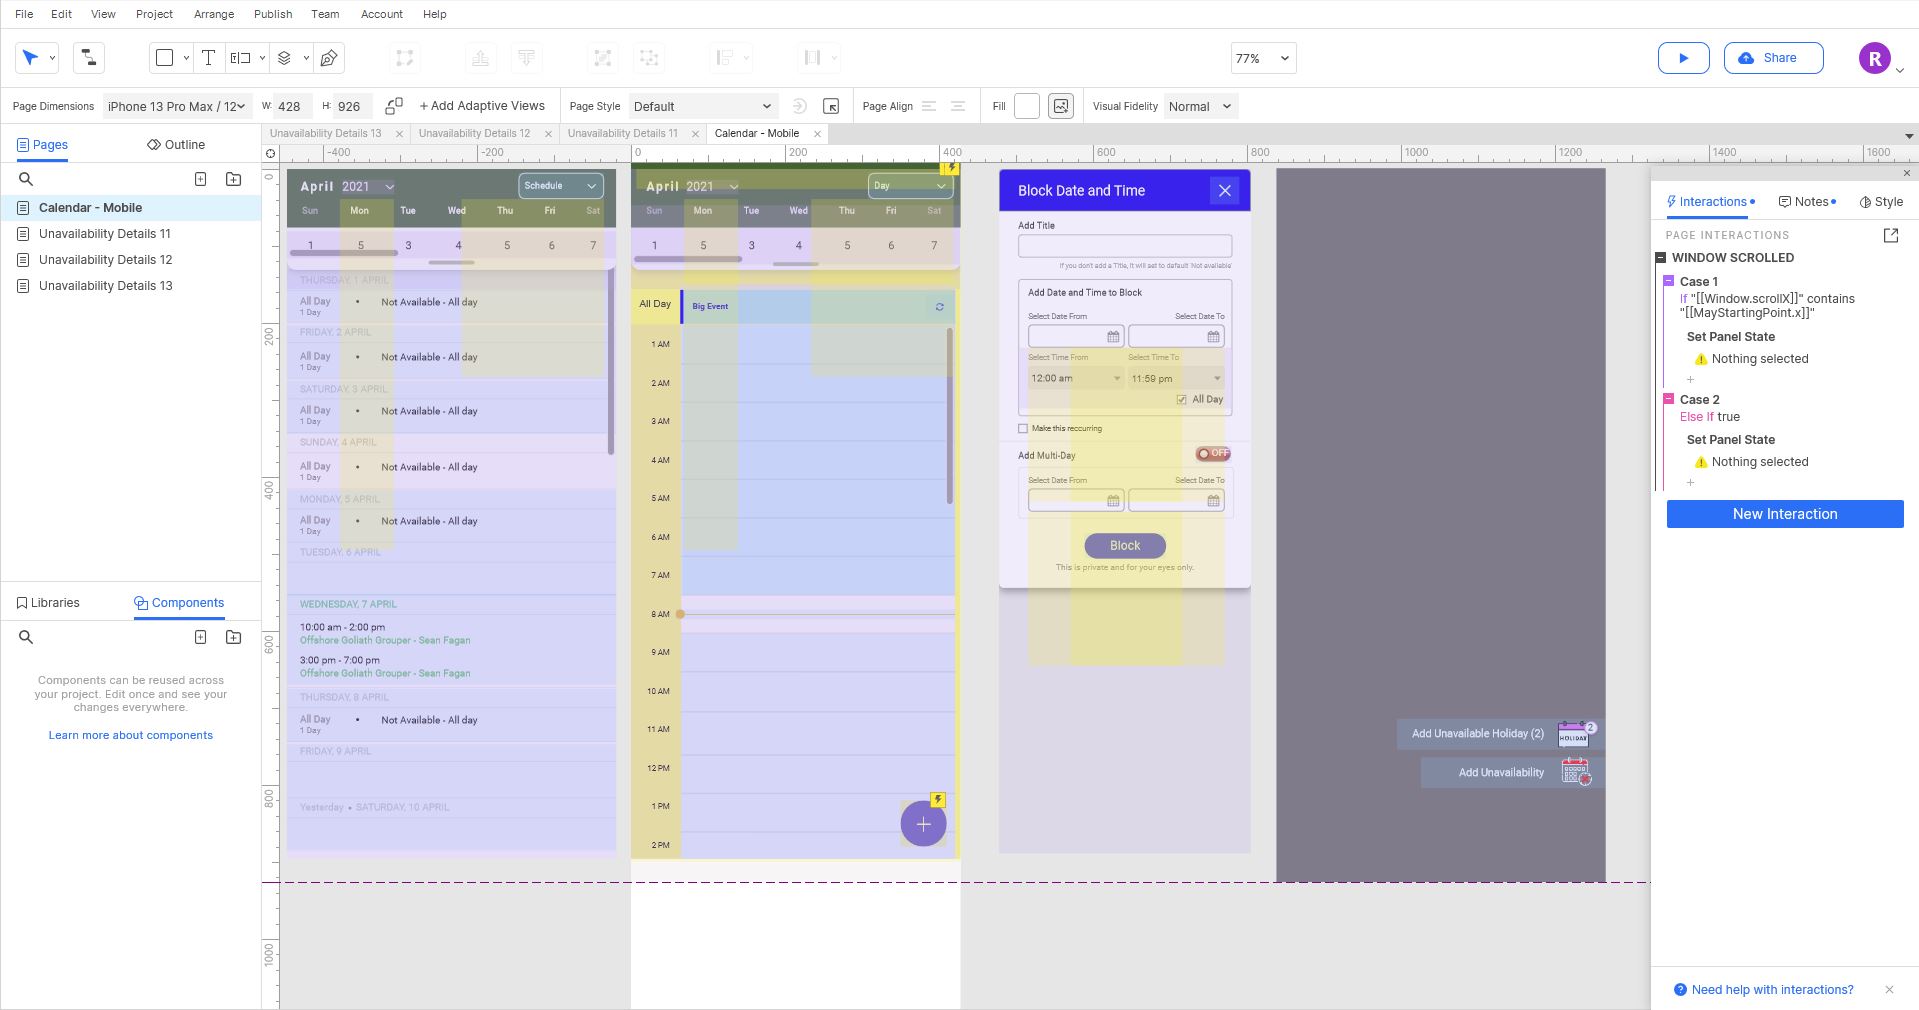 File Edit View Project Arrange Publish Team Account Help
77% Share R
Page Dimensions iPhone 13 Pro Max / 12 W: 428 H: 926 + Add Adaptive Views Page Style Default Page Align Fill Visual Fidelity Normal
Pages Outline
Unavailability Details 13 Unavailability Details 12 Unavailability Details 11 Calendar - Mobile
-400 -200 0 200 400 600 800 1000 1200 1400 1600
0
200
400
600
800
1000
Calendar - Mobile
Unavailability Details 11
Unavailability Details 12
Unavailability Details 13
Libraries Components
Components can be reused across
your project. Edit once and see your
changes everywhere.
Learn more about components
April 2021 Schedule
Sun Mon Tue Wed Thu Fri Sat
1 5 3 4 5 6 7
THURSDAY, 1 APRIL
All Day • Not Available - All day
1 Day
FRIDAY, 2 APRIL
All Day • Not Available - All day
1 Day
SATURDAY, 3 APRIL
All Day • Not Available - All day
1 Day
SUNDAY, 4 APRIL
All Day • Not Available - All day
1 Day
MONDAY, 5 APRIL
All Day • Not Available - All day
1 Day
TUESDAY, 6 APRIL
WEDNESDAY, 7 APRIL
10:00 am - 2:00 pm
Offshore Goliath Grouper - Sean Fagan
3:00 pm - 7:00 pm
Offshore Goliath Grouper - Sean Fagan
THURSDAY, 8 APRIL
All Day • Not Available - All day
1 Day
FRIDAY, 9 APRIL
Yesterday • SATURDAY, 10 APRIL
April 2021 Day
Sun Mon Tue Wed Thu Fri Sat
1 5 3 4 5 6 7
All Day Big Event
1 AM
2 AM
3 AM
4 AM
5 AM
6 AM
7 AM
8 AM
9 AM
10 AM
11 AM
12 PM
1 PM
2 PM
Block Date and Time
Add Title
If you don't add a Title, it will set to default 'Not available'
Add Date and Time to Block
Select Date From Select Date To
Select Time From Select Time To
12:00 am 11:59 pm
All Day
Make this reccurring
Add Multi-Day OFF
Select Date From Select Date To
Block
This is private and for your eyes only.
Add Unavailable Holiday (2) HOLIDAY 2
Add Unavailability
Interactions Notes Style
PAGE INTERACTIONS
WINDOW SCROLLED
Case 1
If "[[Window.scrollX]]" contains
"[[MayStartingPoint.x]]"
Set Panel State
Nothing selected
+
Case 2
Else If true
Set Panel State
Nothing selected
+
New Interaction
Need help with interactions?